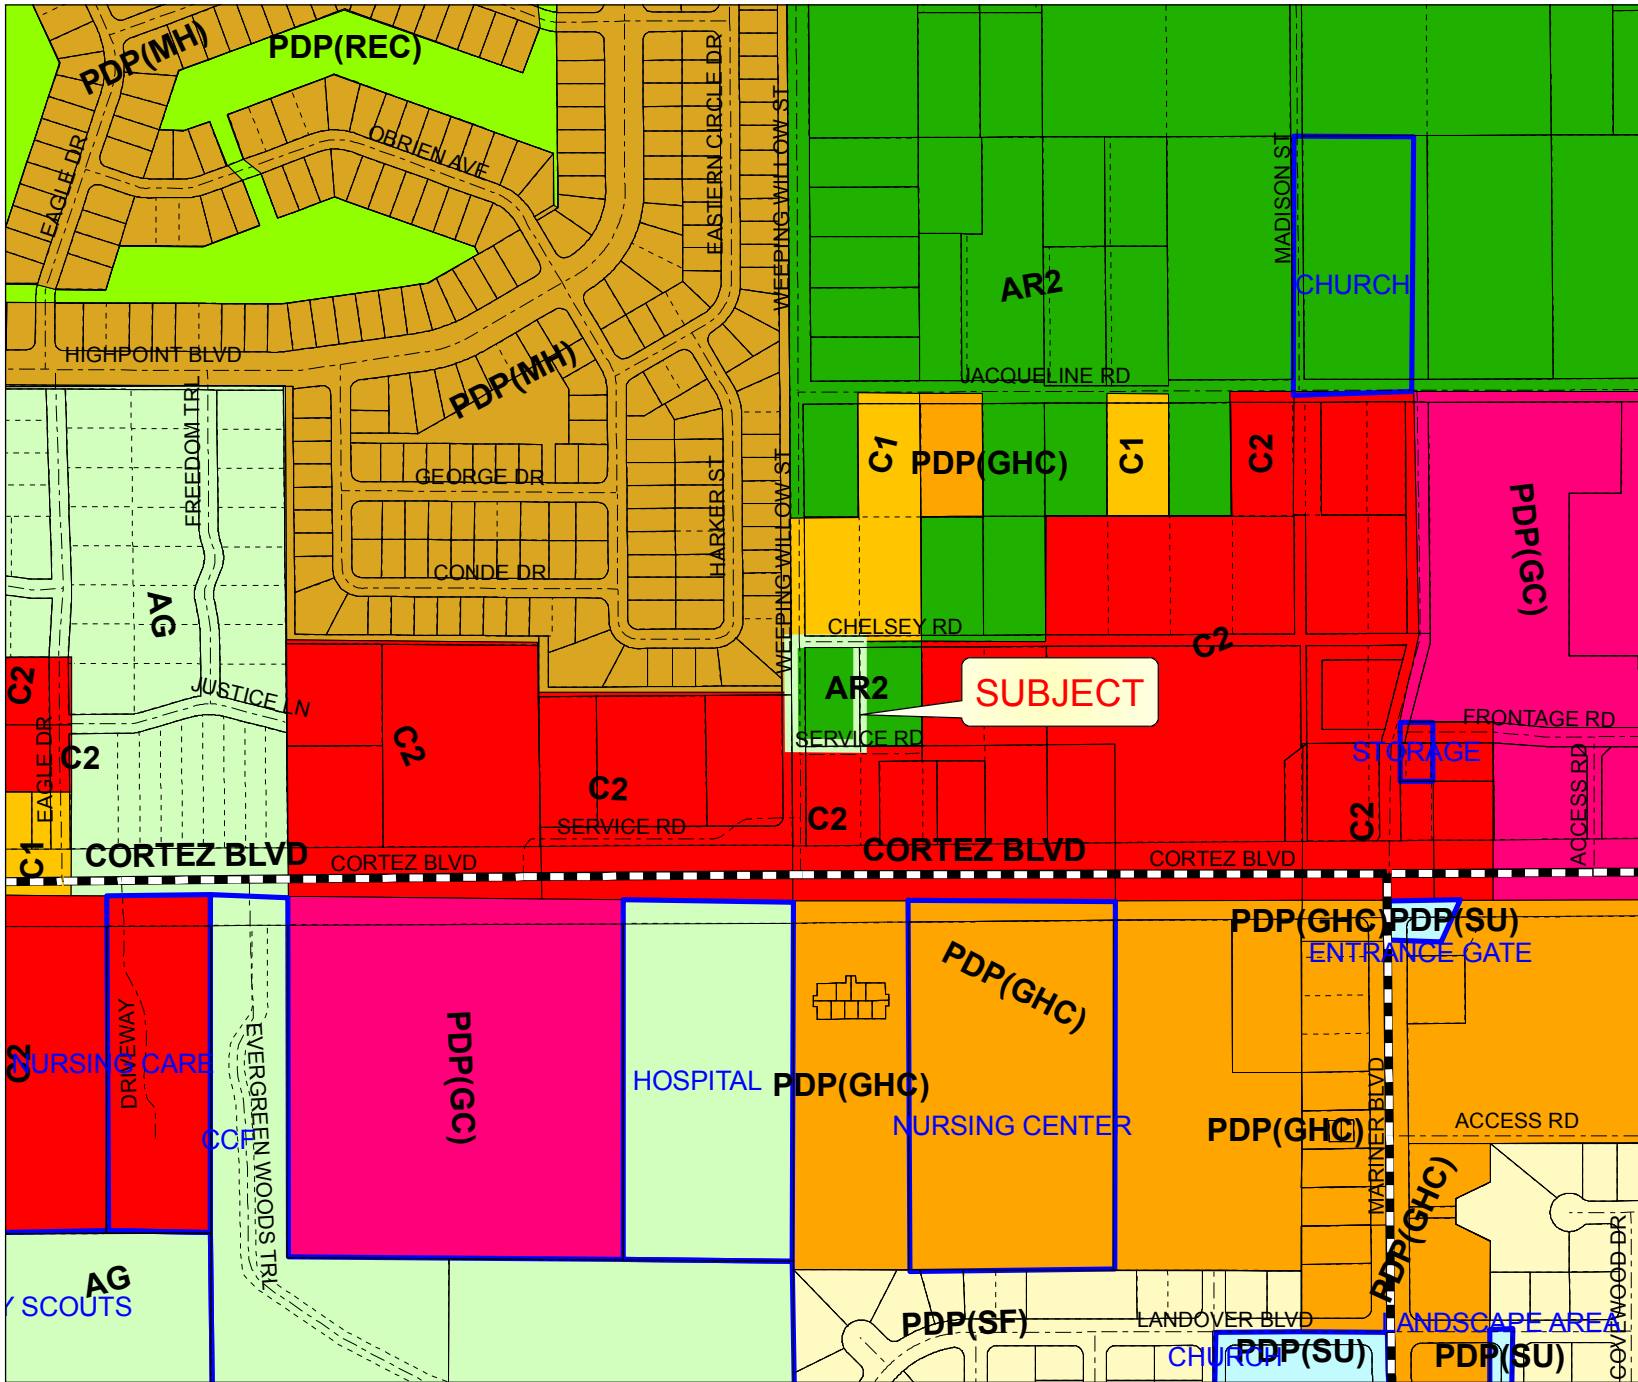 PDP(MH)
PDP(REC)
EASTERN CIRCLE DR
WEEPING WILLOW ST
MADISON ST
OBRIEN AVE
EAGLE DR
AR2
CHURCH
HIGHPOINT BLVD
PDP(MH)
JACQUELINE RD
FREEDOM TRL
C1
PDP(GHC)
C1
C2
GEORGE DR
HARKER ST
WEEPING WILLOW ST
PDP(GC)
CONDE DR
AG
CHELSEY RD
C2
C2
JUSTICE LN
AR2
SUBJECT
FRONTAGE RD
EAGLE DR
C2
C2
SERVICE RD
STORAGE
ACCESS RD
C2
C2
C2
SERVICE RD
C1
CORTEZ BLVD
CORTEZ BLVD
CORTEZ BLVD
CORTEZ BLVD
PDP(GHC)
PDP(SU)
ENTRANCE GATE
PDP(GHC)
DRIVEWAY
EVERGREEN WOODS TRL
C2
NURSING CARE
PDP(GC)
HOSPITAL
PDP(GHC)
NURSING CENTER
PDP(GHC)
MARINER BLVD
ACCESS RD
CCF
PDP(GHC)
COVEWOOD DR
AG
Y SCOUTS
PDP(SF)
LANDOVER BLVD
ANDSCAPE AREA
CHURCH
PDP(SU)
PDP(SU)